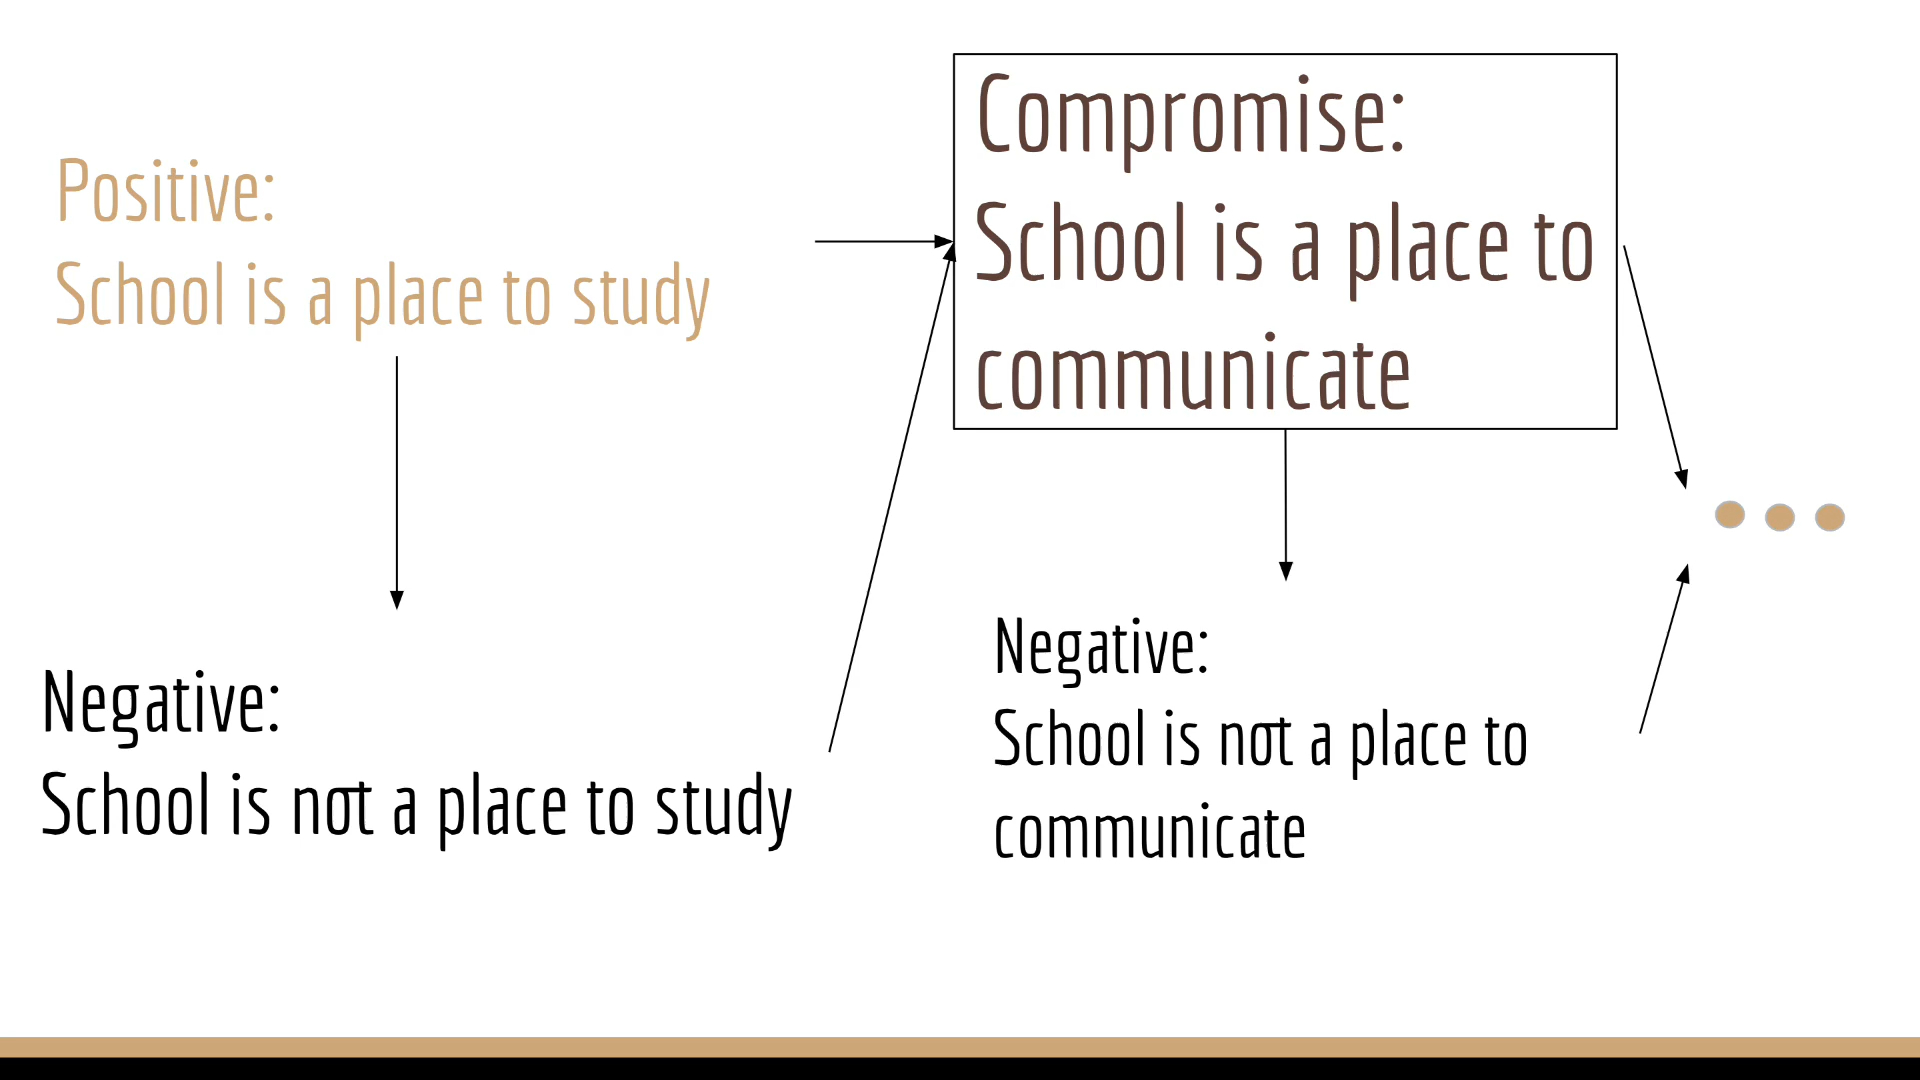 Positive:
School is a place to study
Negative:
School is not a place to study
Compromise:
School is a place to
communicate
Negative:
School is not a place to
communicate